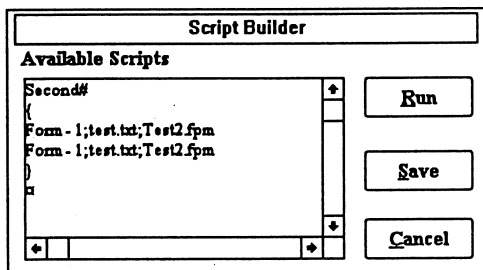 Script Builder
Available Scripts
Second#
{
Form - 1;test.txt;Test2.fpm
Form - 1;test.txt;Test2.fpm
}
¤
Run
Save
Cancel